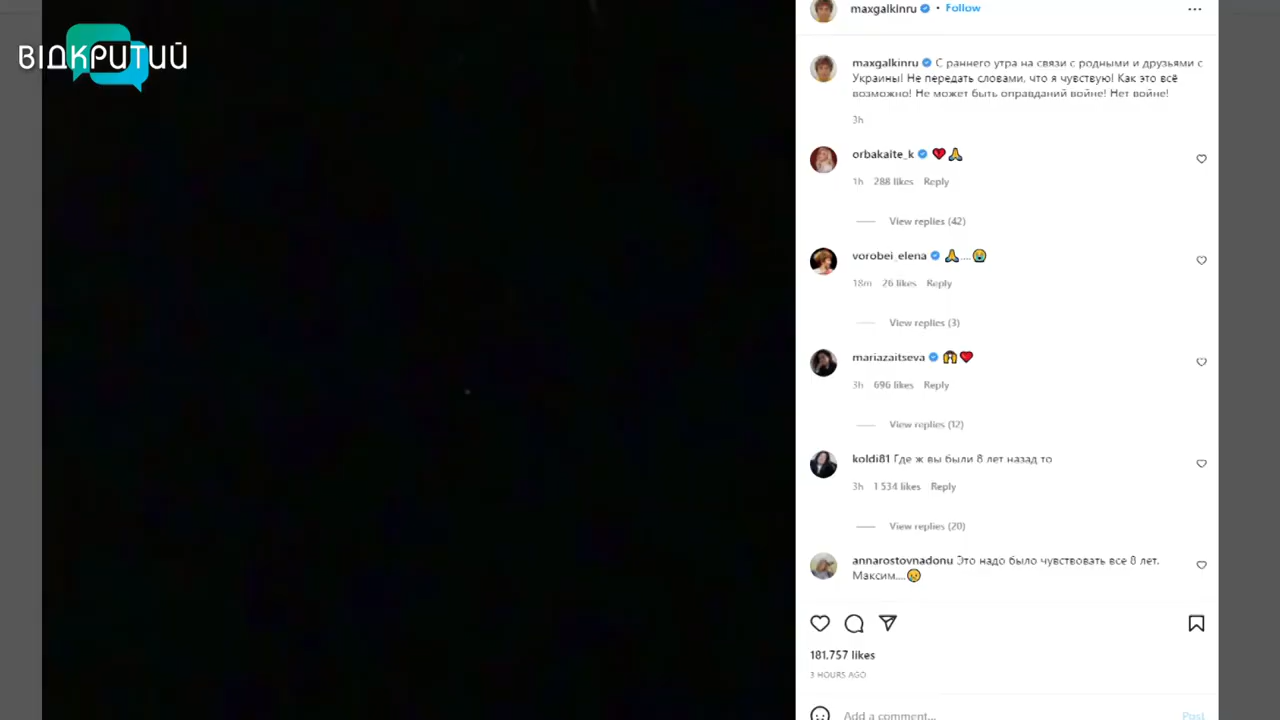 ВІДКРИТИЙ
maxgalkinru • Follow
maxgalkinru С раннего утра на связи с родными и друзьями с
Украины! Не передать словами, что я чувствую! Как это всё
возможно! Не может быть оправданий войне! Нет войне!
3h
orbakaite_k ❤️🙏
1h 288 likes Reply
View replies (42)
vorobei_elena 🙏....😭
18m 26 likes Reply
View replies (3)
mariazaitseva 🙌❤️
3h 696 likes Reply
View replies (12)
koldi81 Где ж вы были 8 лет назад то
3h 1 534 likes Reply
View replies (20)
annarostovnadonu Это надо было чувствовать все 8 лет.
Максим....😢
181,757 likes
3 HOURS AGO
Add a comment... Post